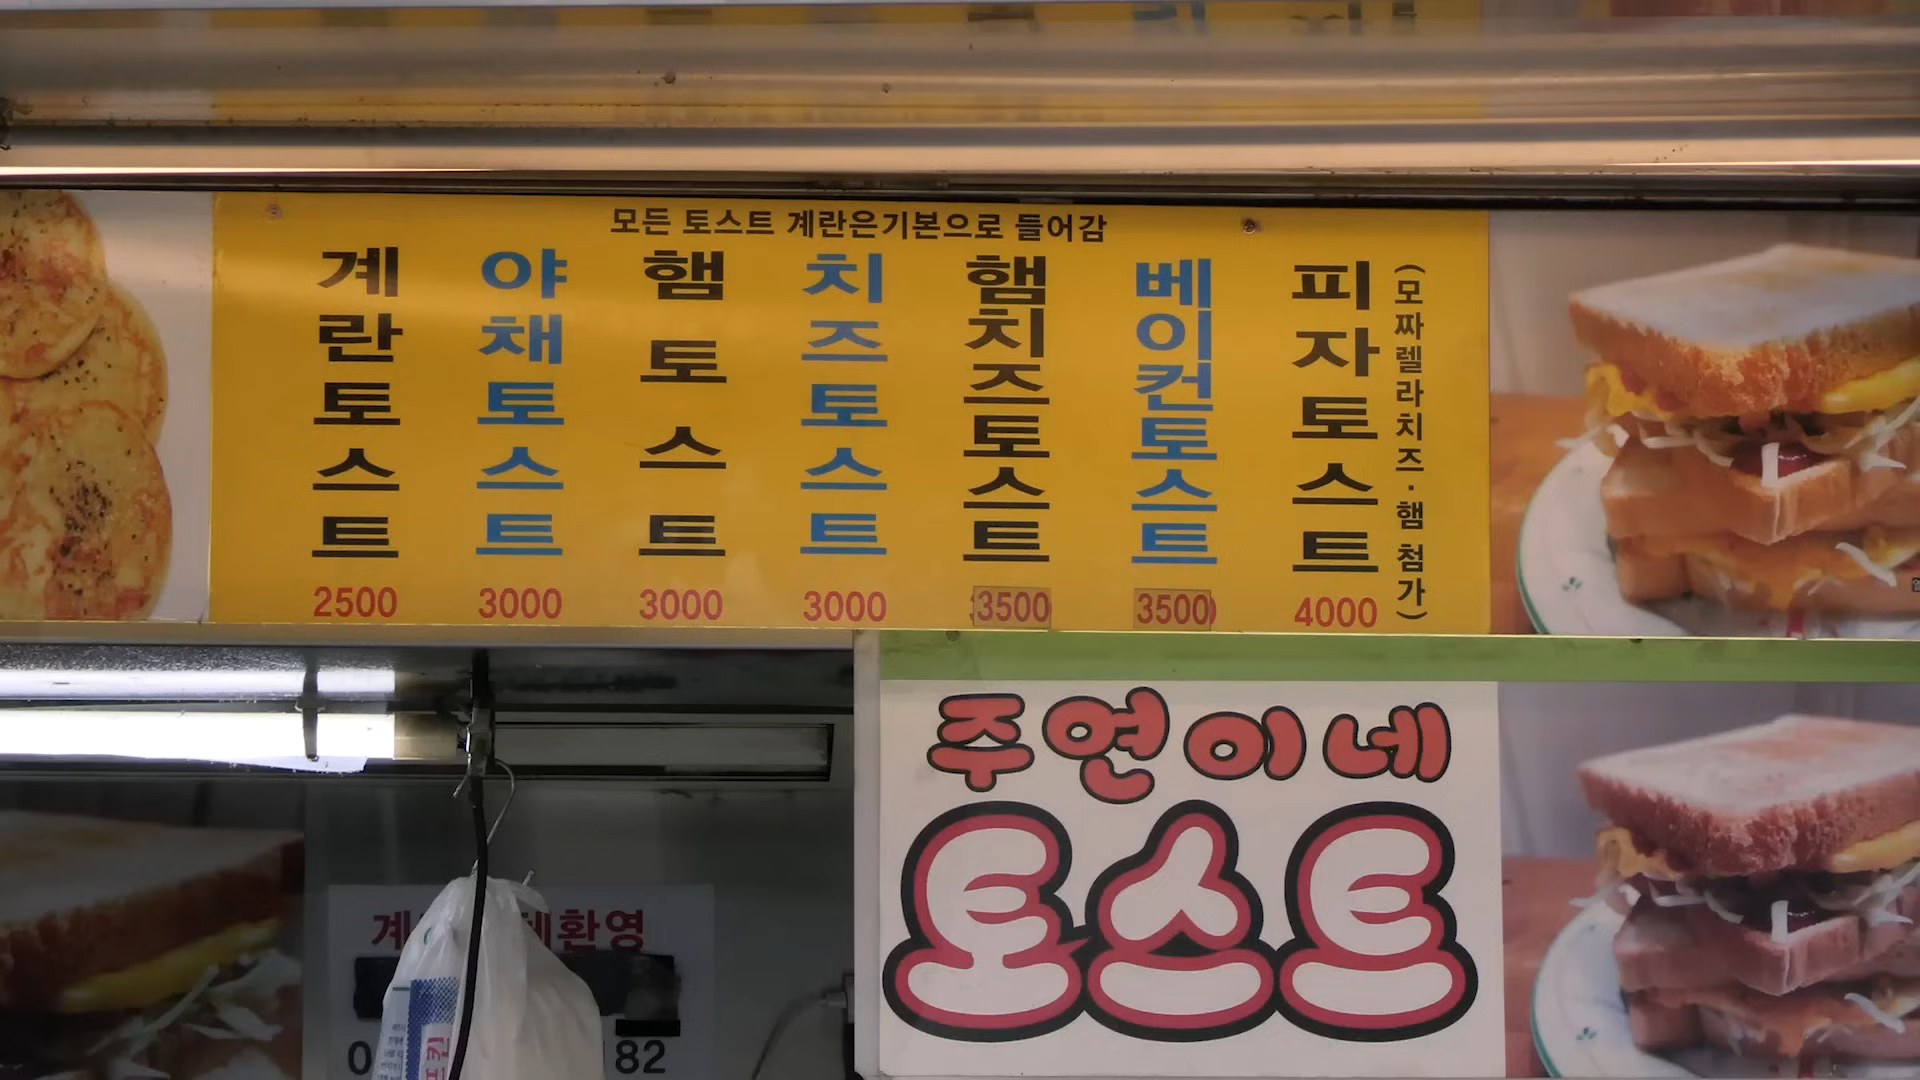 모든 토스트 계란은기본으로 들어감
계란토스트 2500
야채토스트 3000
햄토스트 3000
치즈토스트 3000
햄치즈토스트 3500
베이컨토스트 3500
피자토스트 4000
(모짜렐라치즈·햄 첨가)
주연이네
토스트
환영
82